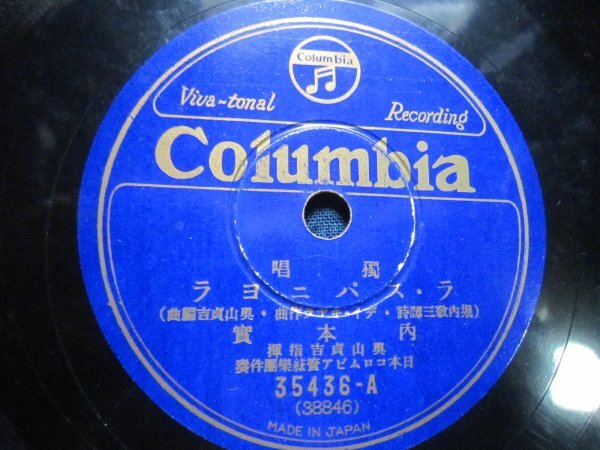 Columbia
Viva-tonal Recording
Columbia
獨唱
ラ・スパニヨラ
(堀内敬三譯詩・ディ・キアラ作曲・奥山貞吉編曲)
内本實
奥山貞吉指揮
日本コロムビア管絃樂團伴奏
35436-A
(38846)
MADE IN JAPAN